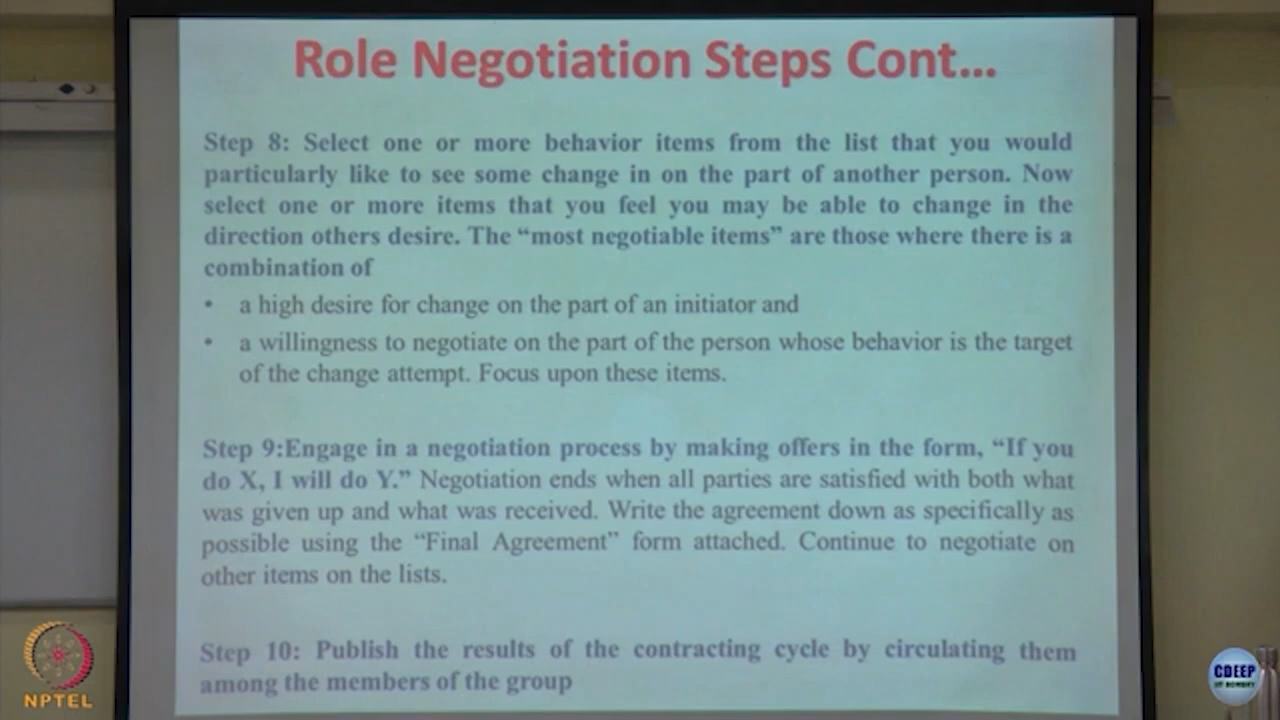 Role Negotiation Steps Cont...
Step 8: Select one or more behavior items from the list that you would
particularly like to see some change in on the part of another person. Now
select one or more items that you feel you may be able to change in the
direction others desire. The “most negotiable items” are those where there is a
combination of
• a high desire for change on the part of an initiator and
• a willingness to negotiate on the part of the person whose behavior is the target
of the change attempt. Focus upon these items.
Step 9:Engage in a negotiation process by making offers in the form, “If you
do X, I will do Y.” Negotiation ends when all parties are satisfied with both what
was given up and what was received. Write the agreement down as specifically as
possible using the “Final Agreement” form attached. Continue to negotiate on
other items on the lists.
Step 10: Publish the results of the contracting cycle by circulating them
among the members of the group
NPTEL
CDEEP
IIT BOMBAY